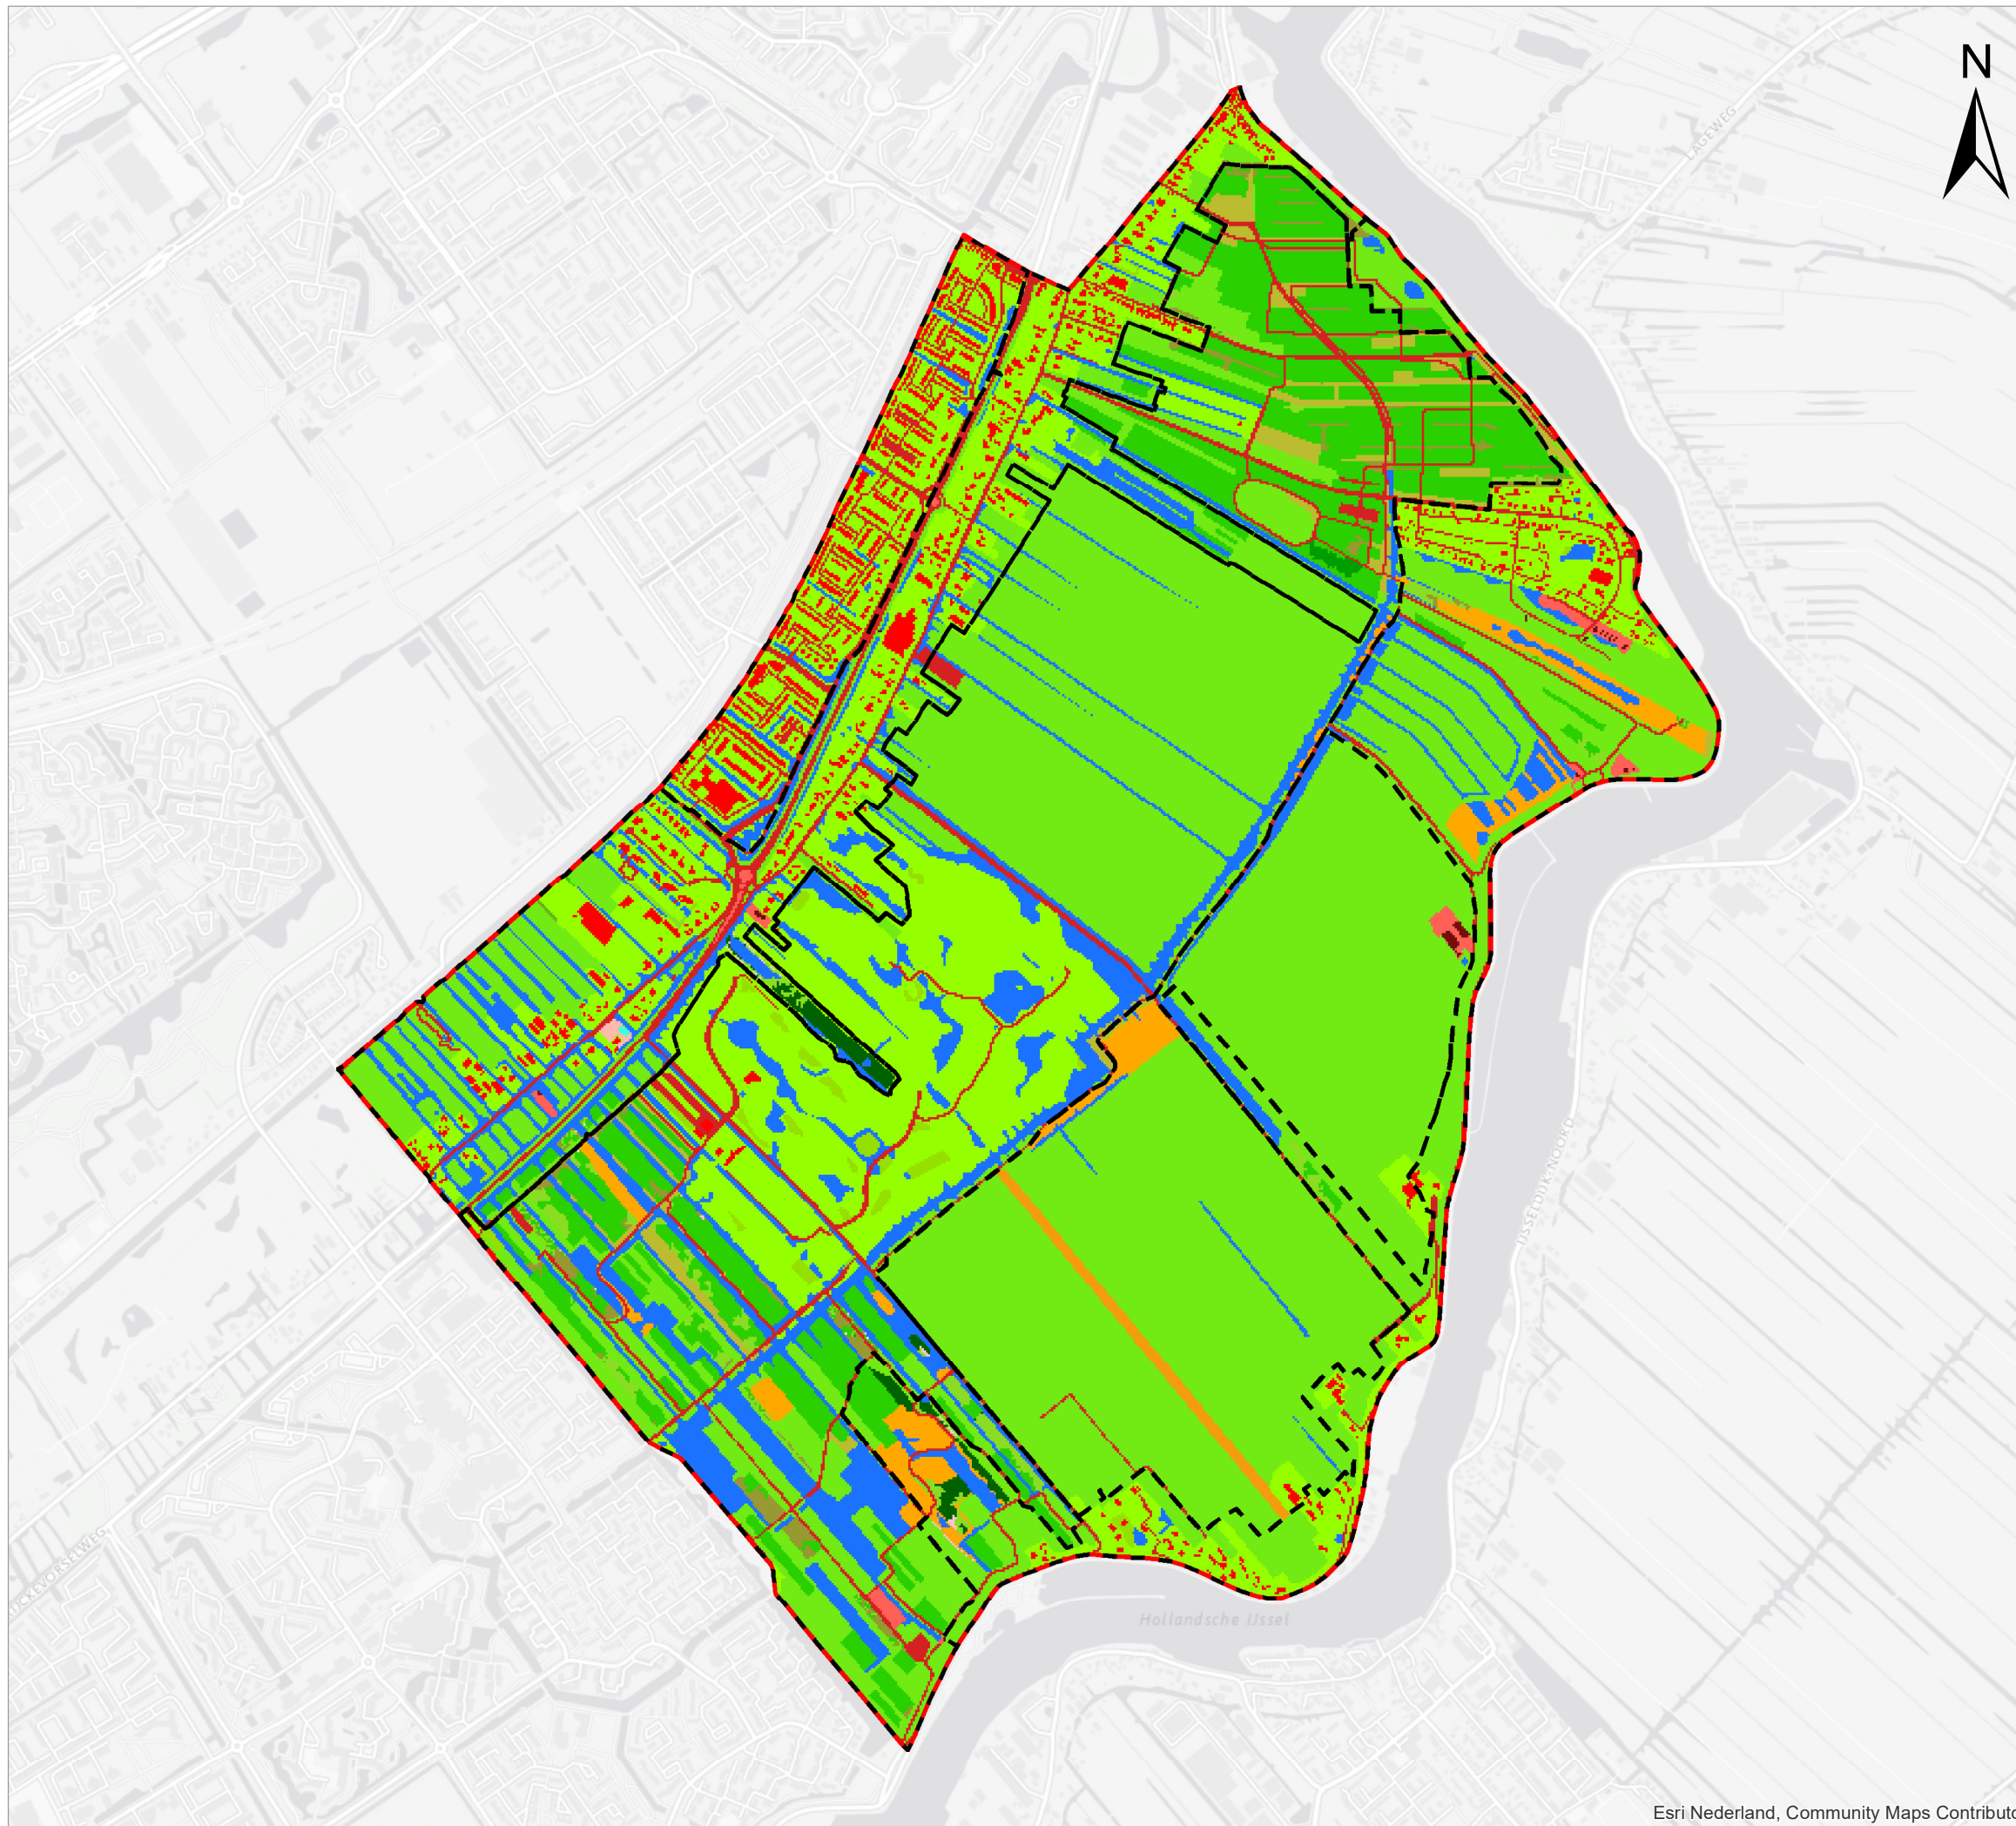 N
LAGEWEG
IJSSELDIJK-NOORD
Hollandsche IJssel
Esri Nederland, Community Maps Contributo